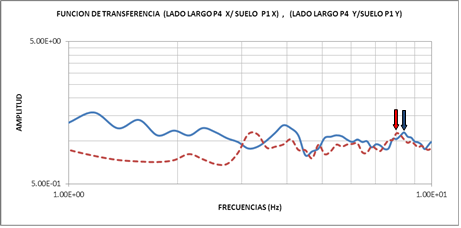 FUNCION DE TRANSFERENCIA (LADO LARGO P4 X/ SUELO P1 X) , (LADO LARGO P4 Y/SUELO P1 Y)
5.00E+00
AMPLITUD
5.00E-01
1.00E+00
1.00E+01
FRECUENCIAS (Hz)